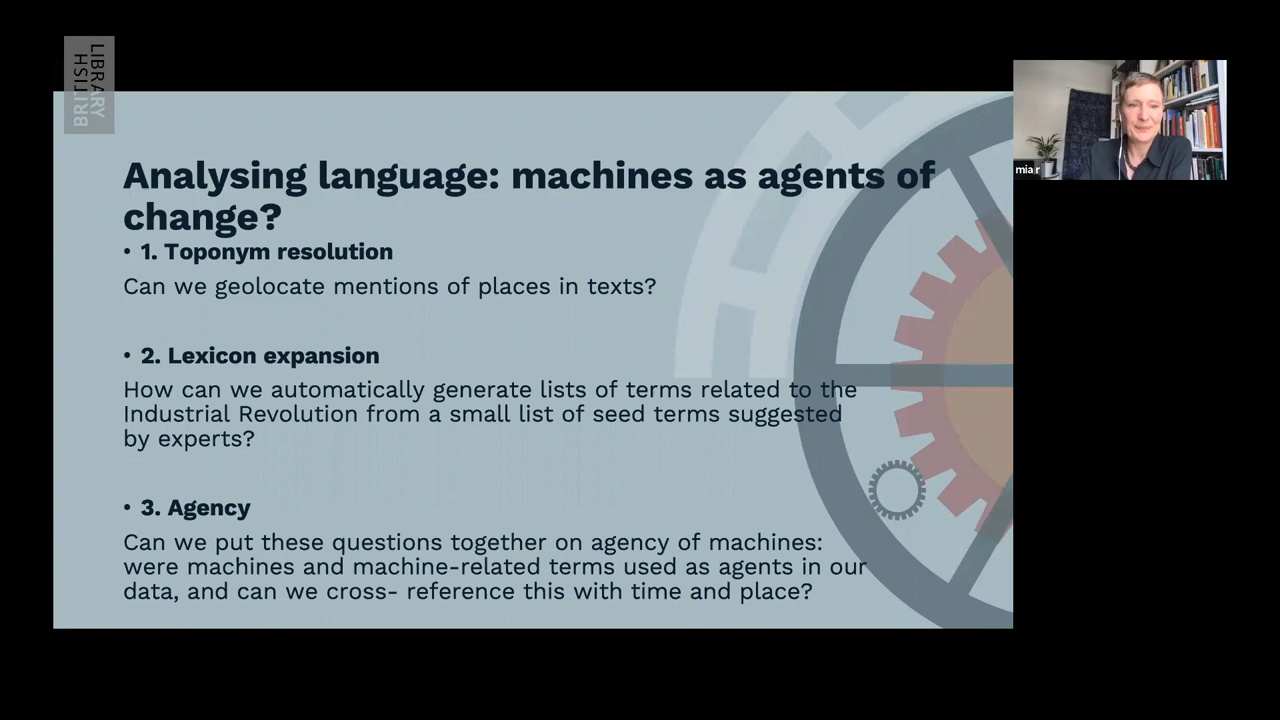 LIBRARY
BRITISH
Analysing language: machines as agents of
change?
• 1. Toponym resolution
Can we geolocate mentions of places in texts?
• 2. Lexicon expansion
How can we automatically generate lists of terms related to the
Industrial Revolution from a small list of seed terms suggested
by experts?
• 3. Agency
Can we put these questions together on agency of machines:
were machines and machine-related terms used as agents in our
data, and can we cross- reference this with time and place?
mia r